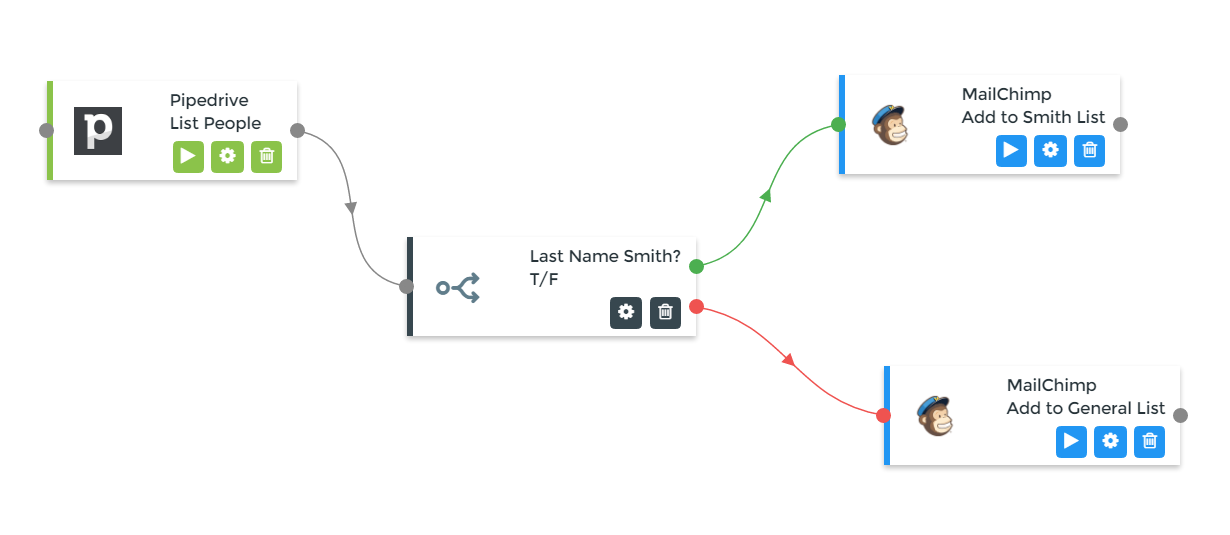 Pipedrive
List People
Last Name Smith?
T/F
MailChimp
Add to Smith List
MailChimp
Add to General List